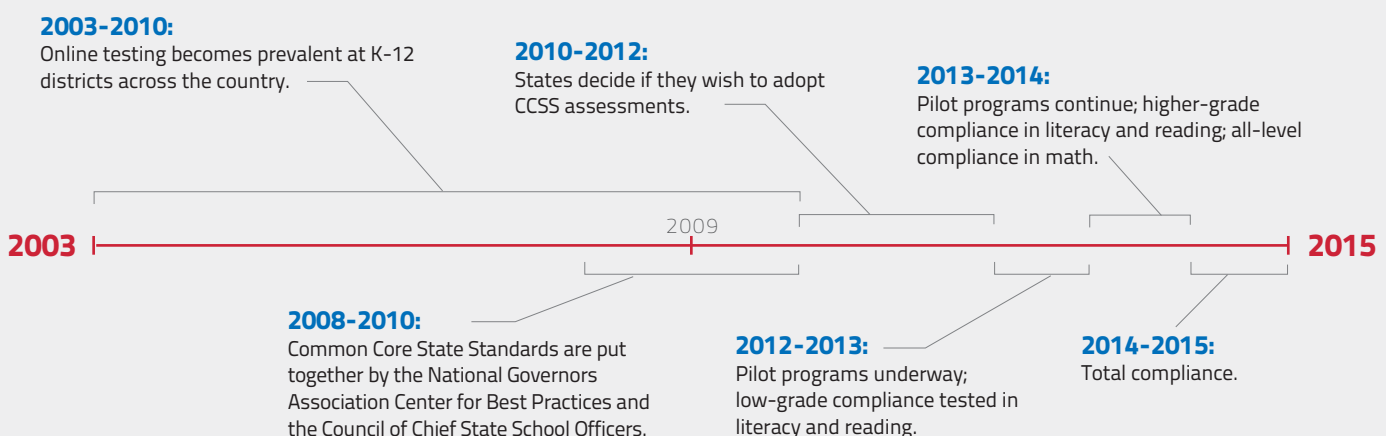 2003-2010:
Online testing becomes prevalent at K-12
districts across the country.
2010-2012:
States decide if they wish to adopt
CCSS assessments.
2013-2014:
Pilot programs continue; higher-grade
compliance in literacy and reading; all-level
compliance in math.
2003
2009
2015
2008-2010:
Common Core State Standards are put
together by the National Governors
Association Center for Best Practices and
the Council of Chief State School Officers.
2012-2013:
Pilot programs underway;
low-grade compliance tested in
literacy and reading.
2014-2015:
Total compliance.